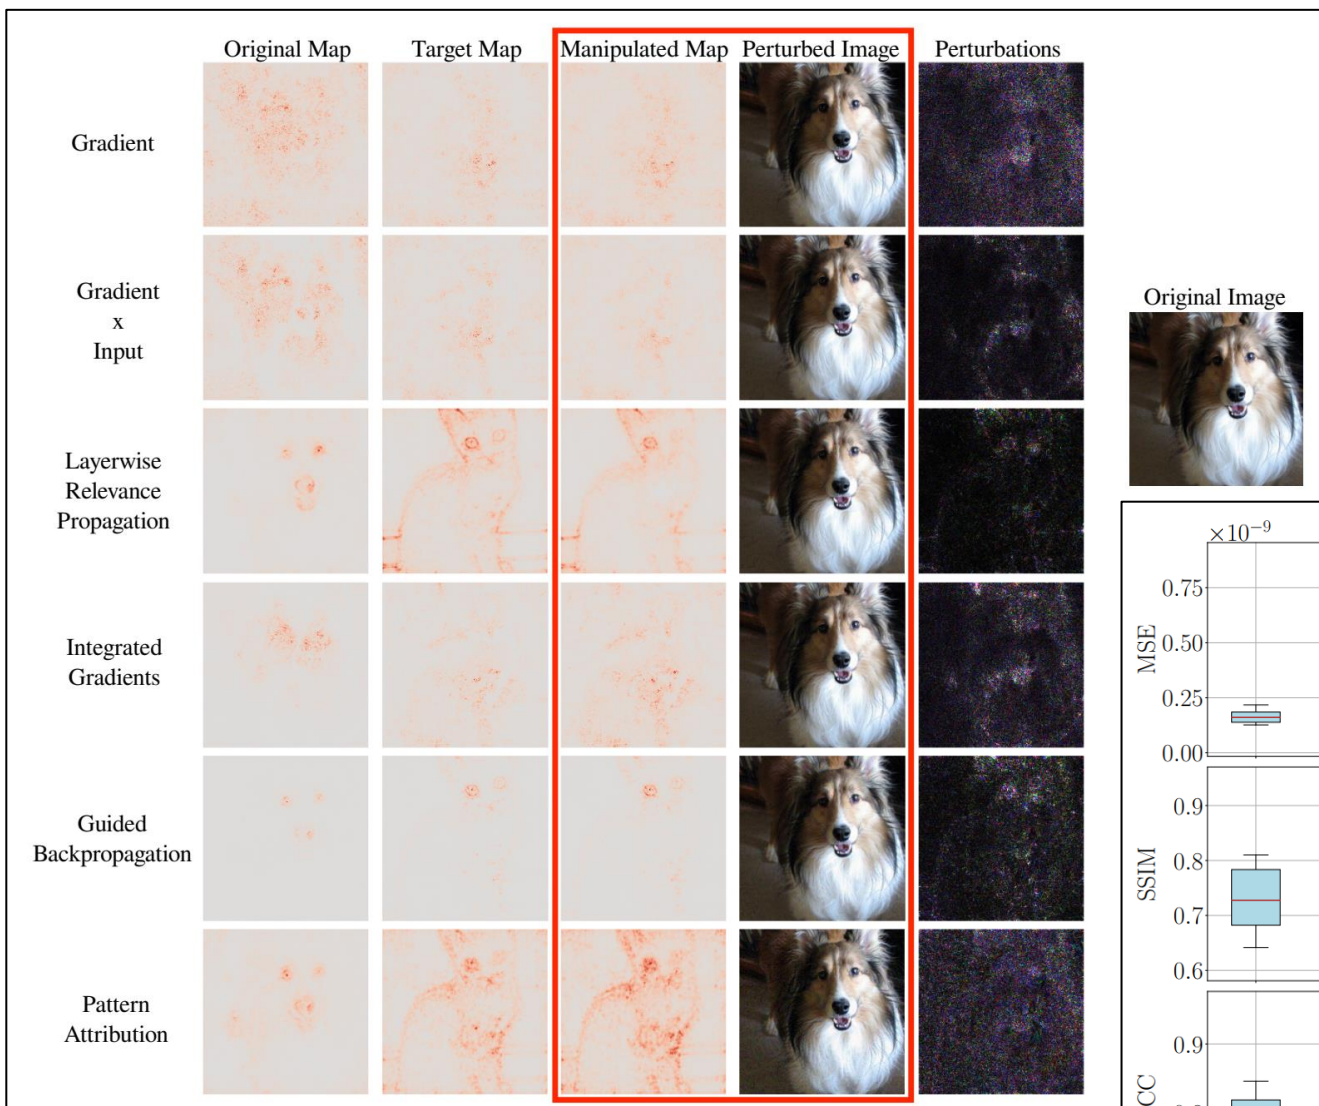 Original Map
Target Map
Manipulated Map
Perturbed Image
Perturbations
Gradient
Gradient
x
Input
Layerwise
Relevance
Propagation
Integrated
Gradients
Guided
Backpropagation
Pattern
Attribution
Original Image
×10⁻⁹
0.75
0.50
0.25
0.00
MSE
0.9
0.8
0.7
0.6
SSIM
0.9
CC